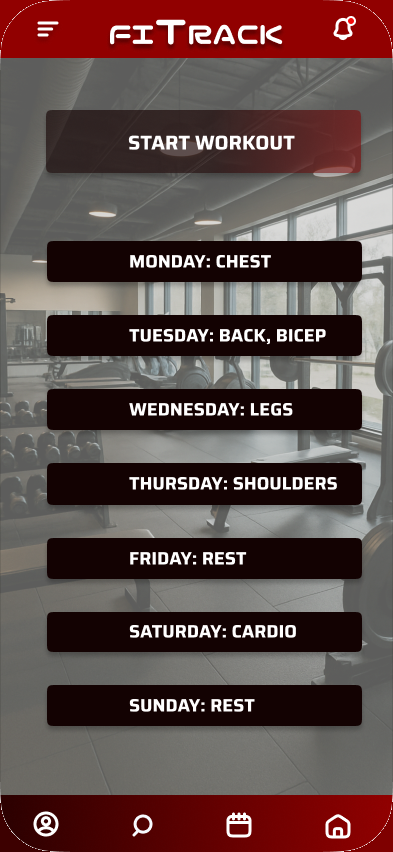 FITRACK
START WORKOUT
MONDAY: CHEST
TUESDAY: BACK, BICEP
WEDNESDAY: LEGS
THURSDAY: SHOULDERS
FRIDAY: REST
SATURDAY: CARDIO
SUNDAY: REST